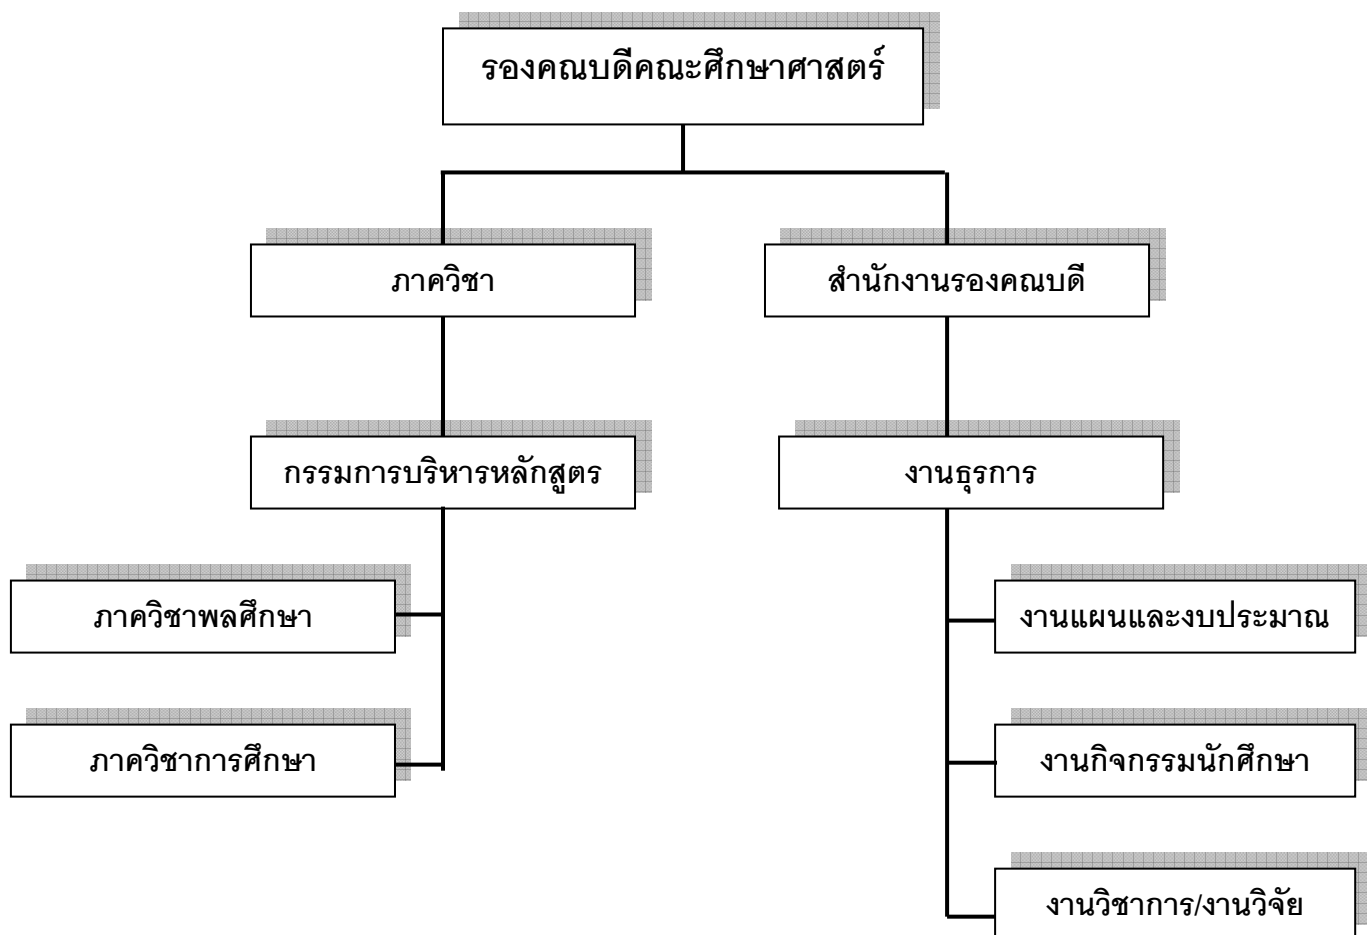 รองคณบดีคณะศึกษาศาสตร์
ภาควิชา
สำนักงานรองคณบดี
กรรมการบริหารหลักสูตร
งานธุรการ
ภาควิชาพลศึกษา
งานแผนและงบประมาณ
ภาควิชาการศึกษา
งานกิจกรรมนักศึกษา
งานวิชาการ/งานวิจัย